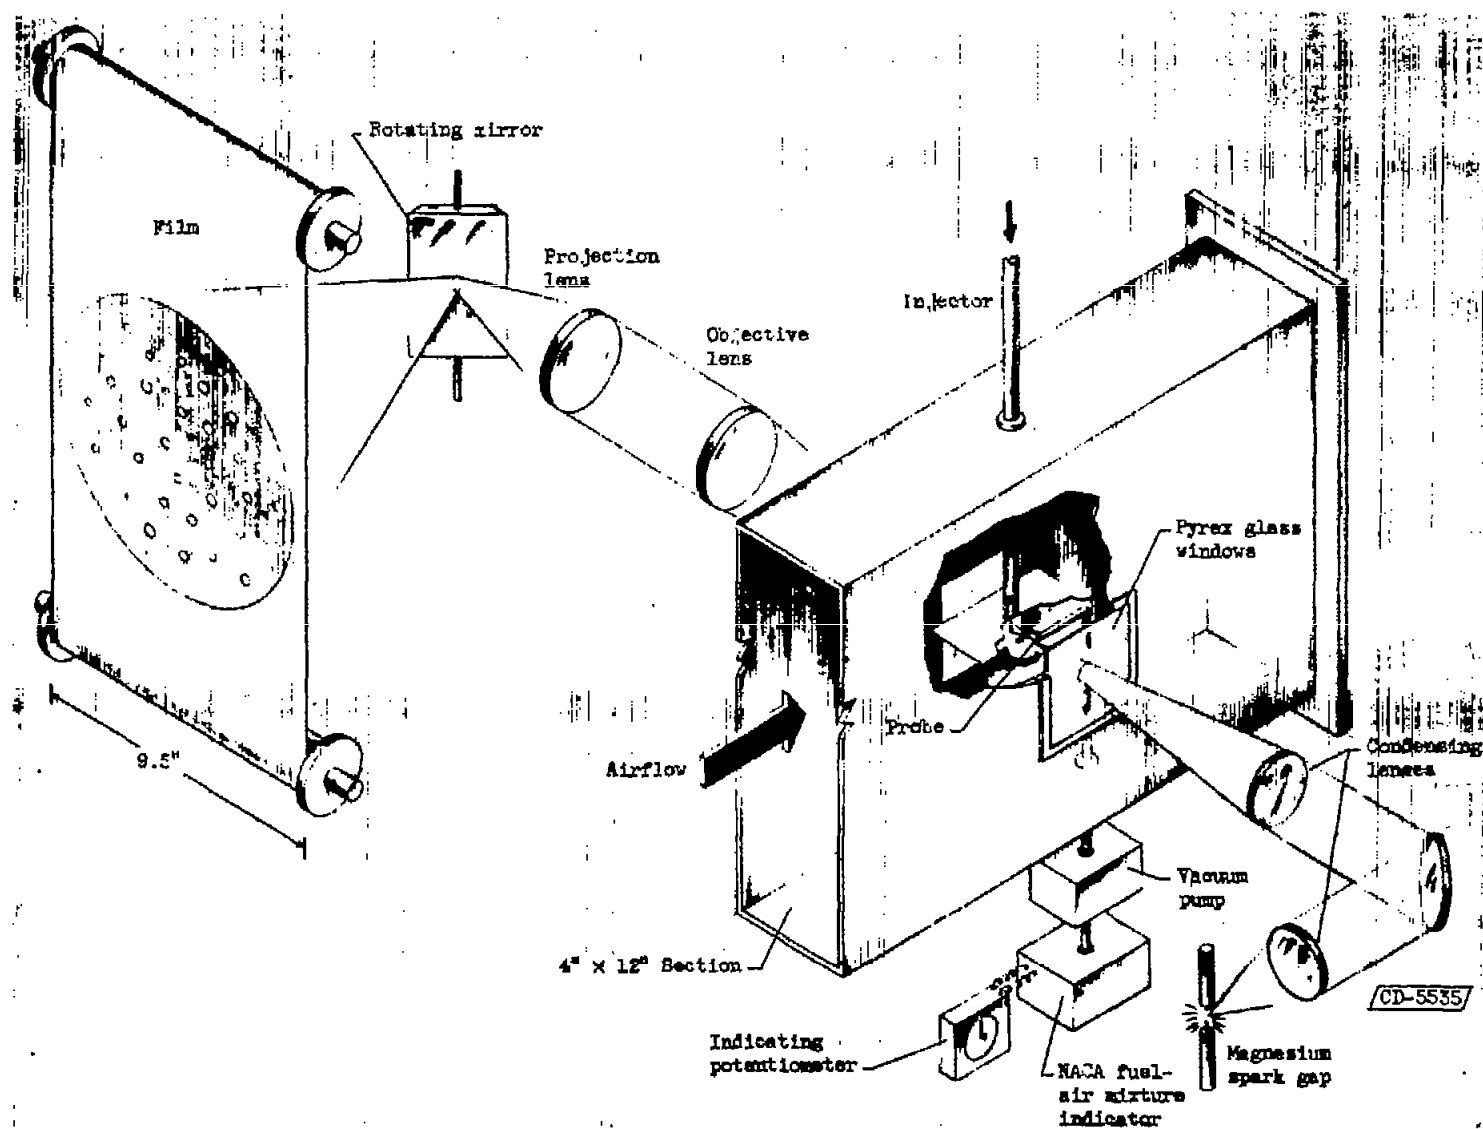 Rotating mirror
Film
Projection
lens
Objective
lens
Injector
Pyrex glass
windows
Probe
Airflow
9.5"
Condensing
lenses
Vacuum
pump
4" × 12" Section
CD-5535
Indicating
potentiometer
Magnesium
spark gap
NACA fuel-
air mixture
indicator